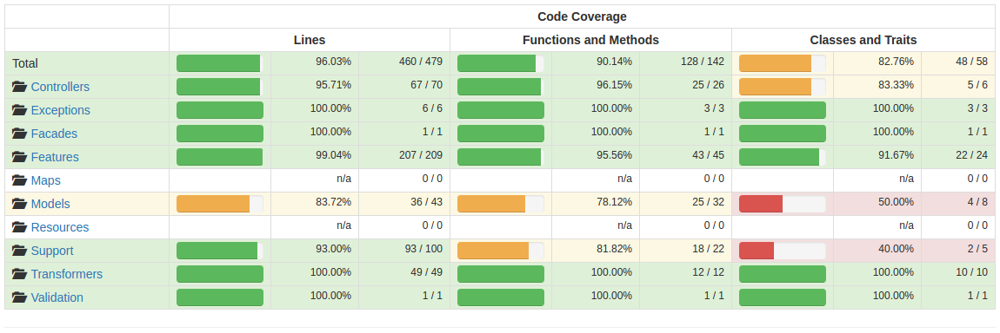 Code Coverage
Lines Functions and Methods Classes and Traits
Total 96.03% 460 / 479 90.14% 128 / 142 82.76% 48 / 58
Controllers 95.71% 67 / 70 96.15% 25 / 26 83.33% 5 / 6
Exceptions 100.00% 6 / 6 100.00% 3 / 3 100.00% 3 / 3
Facades 100.00% 1 / 1 100.00% 1 / 1 100.00% 1 / 1
Features 99.04% 207 / 209 95.56% 43 / 45 91.67% 22 / 24
Maps n/a 0 / 0 n/a 0 / 0 n/a 0 / 0
Models 83.72% 36 / 43 78.12% 25 / 32 50.00% 4 / 8
Resources n/a 0 / 0 n/a 0 / 0 n/a 0 / 0
Support 93.00% 93 / 100 81.82% 18 / 22 40.00% 2 / 5
Transformers 100.00% 49 / 49 100.00% 12 / 12 100.00% 10 / 10
Validation 100.00% 1 / 1 100.00% 1 / 1 100.00% 1 / 1